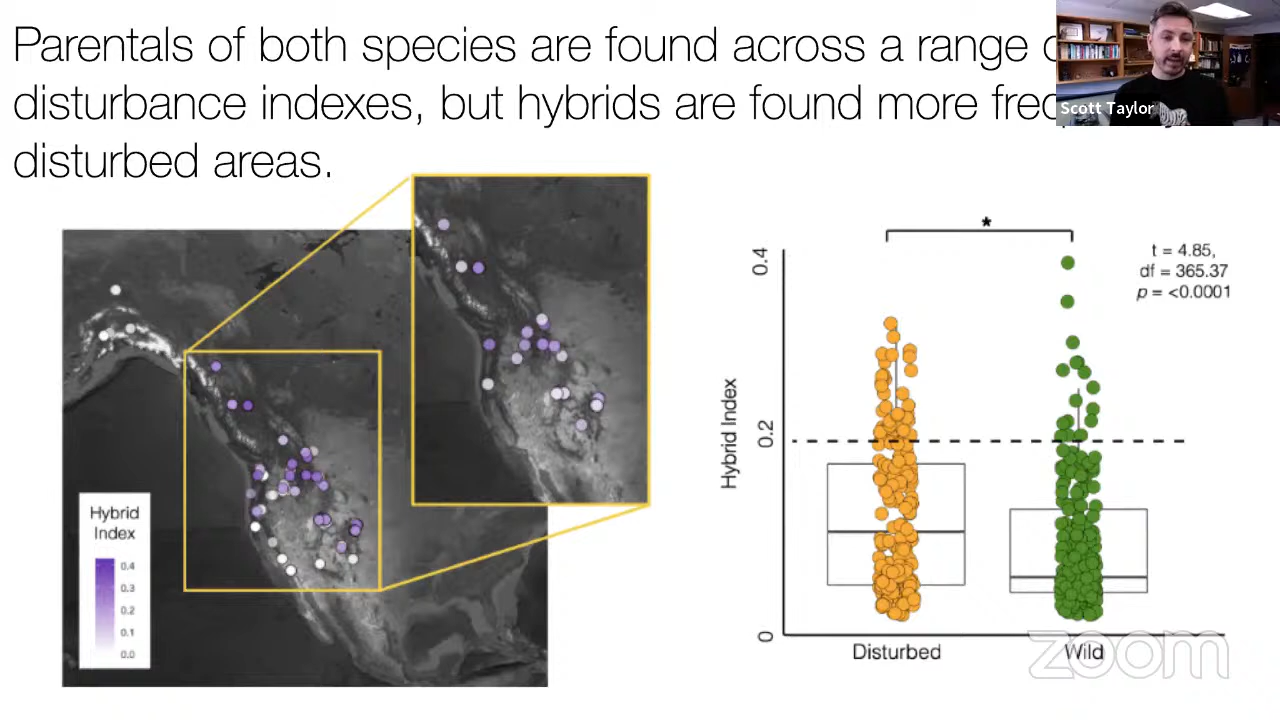 Parentals of both species are found across a range
disturbance indexes, but hybrids are found more
disturbed areas.
Scott Taylor
Hybrid
Index
0.4
0.3
0.2
0.1
0.0
*
t = 4.85,
df = 365.37
p = <0.0001
0.4
0.2
0
Hybrid Index
Disturbed
Wild
zoom